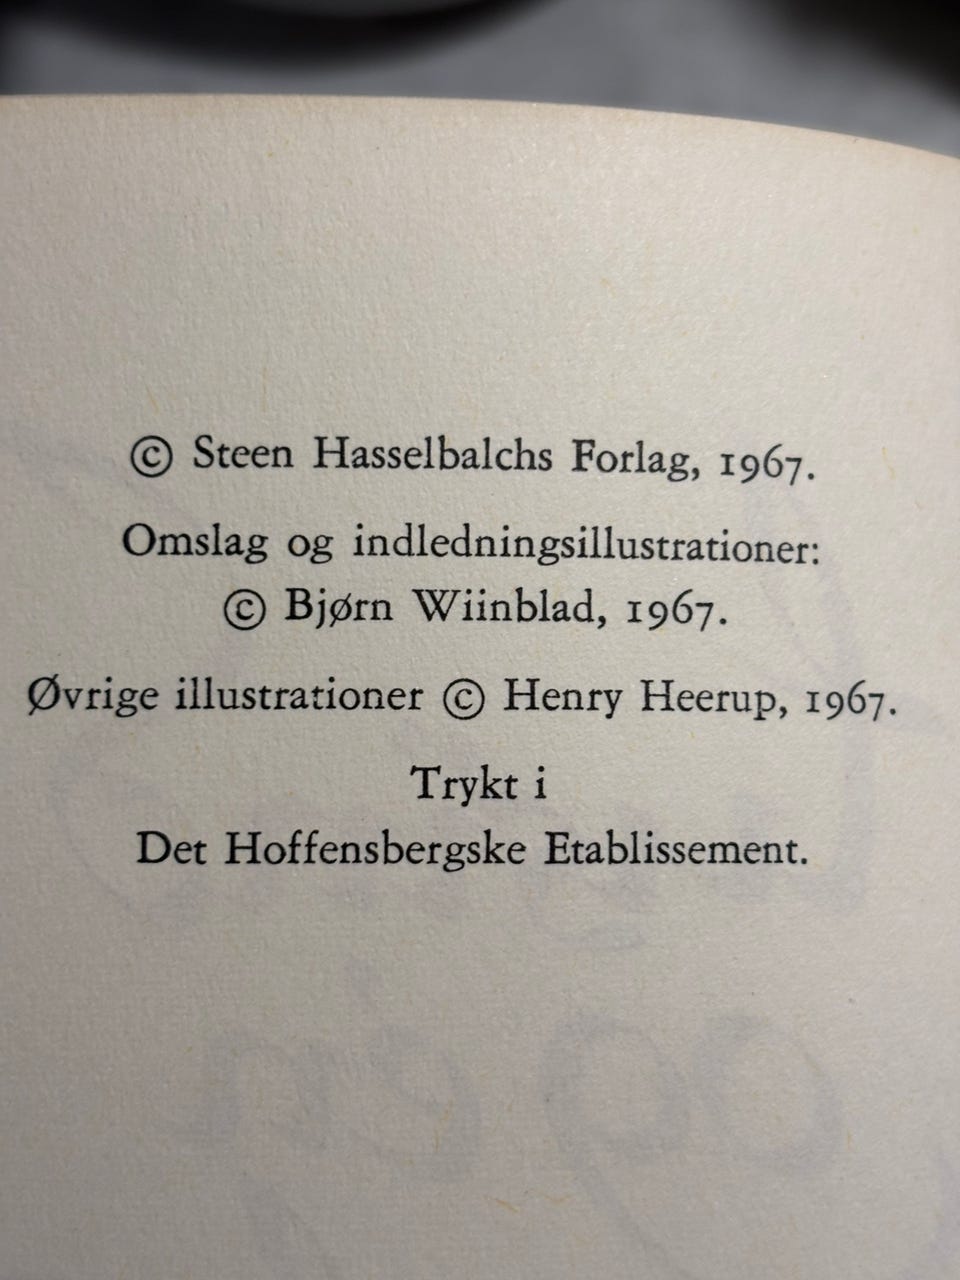 © Steen Hasselbalchs Forlag, 1967.
Omslag og indledningsillustrationer:
© Bjørn Wiinblad, 1967.
Øvrige illustrationer © Henry Heerup, 1967.
Trykt i
Det Hoffensbergske Etablissement.